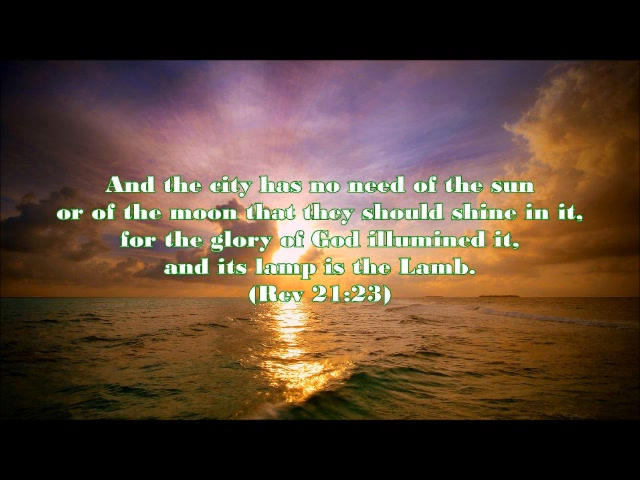 And the city has no need of the sun
or of the moon that they should shine in it,
for the glory of God illumined it,
and its lamp is the Lamb.
(Rev 21:23)